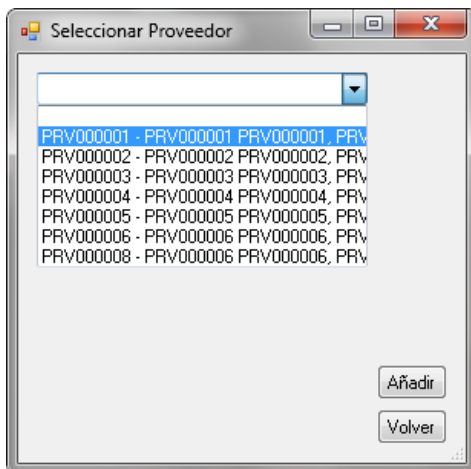 Seleccionar Proveedor
PRV000001 - PRV000001 PRV000001, PRV
PRV000002 - PRV000002 PRV000002, PRV
PRV000003 - PRV000003 PRV000003, PRV
PRV000004 - PRV000004 PRV000004, PRV
PRV000005 - PRV000005 PRV000005, PRV
PRV000006 - PRV000006 PRV000006, PRV
PRV000008 - PRV000006 PRV000006, PRV
Añadir
Volver